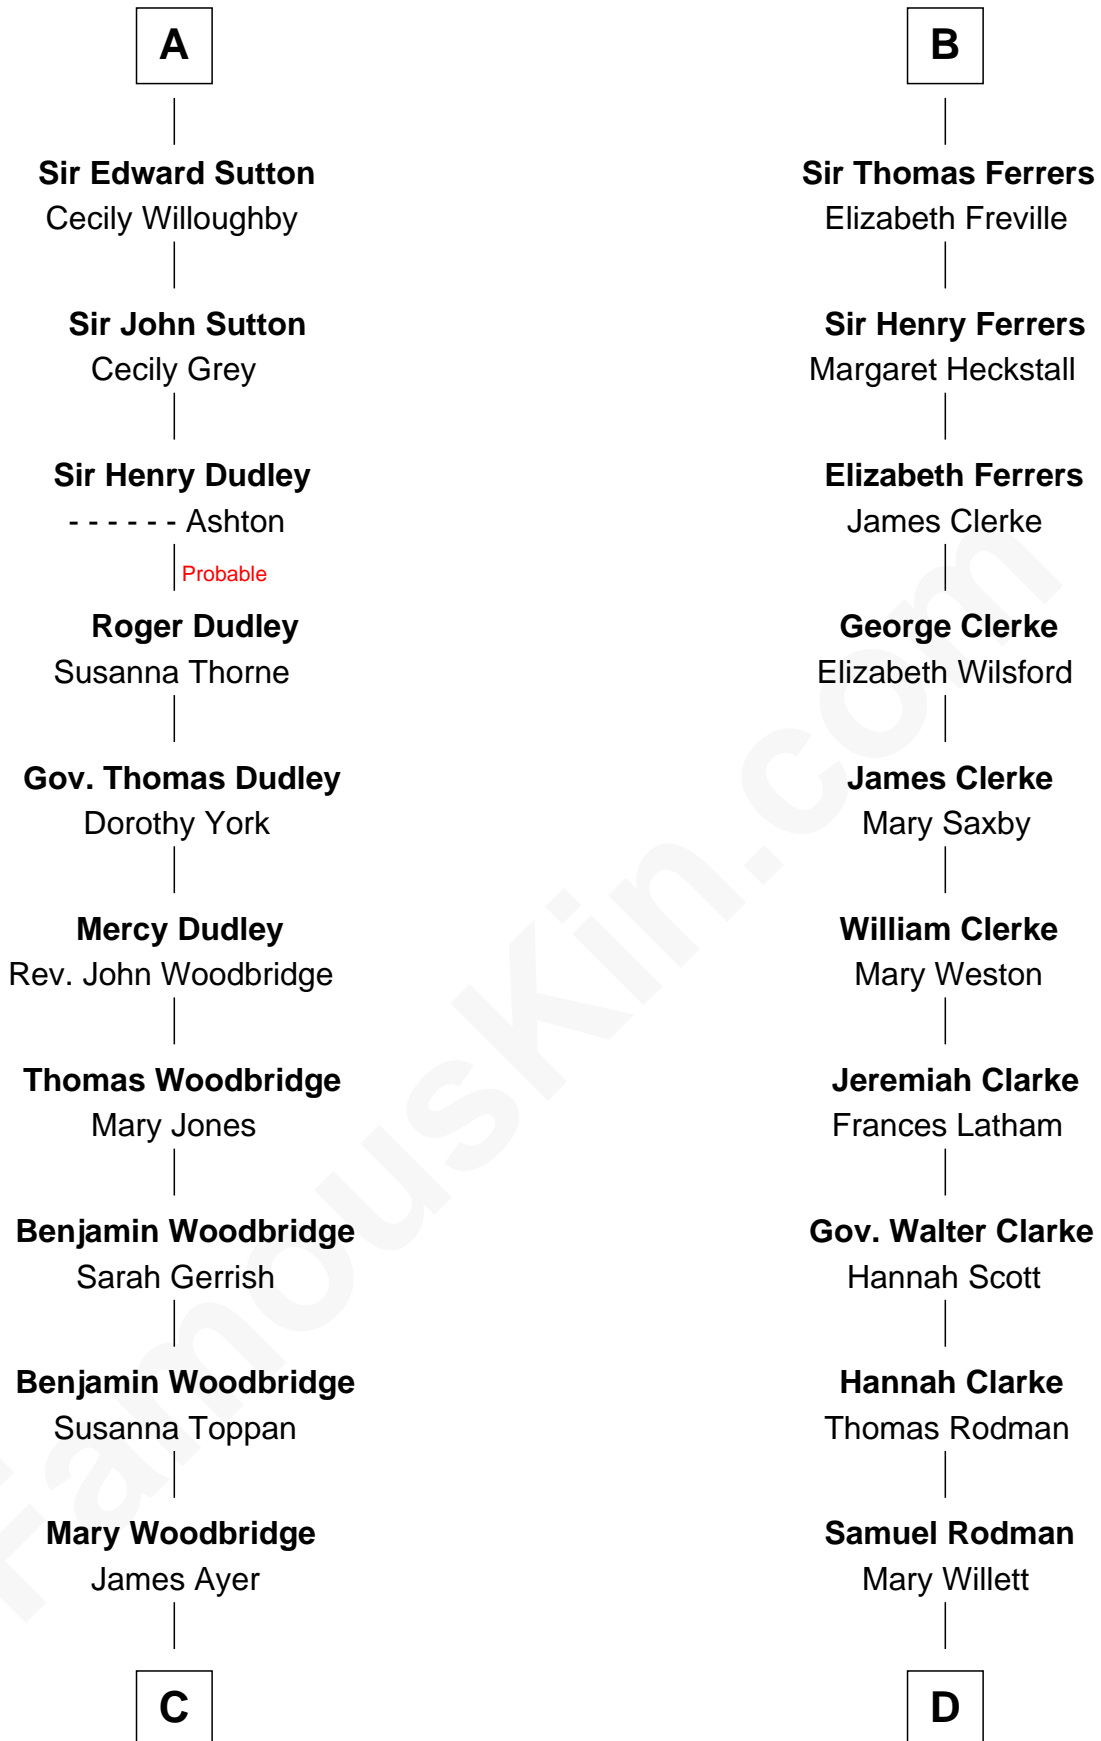 A
Sir Edward Sutton
Cecily Willoughby
Sir John Sutton
Cecily Grey
Sir Henry Dudley
- - - - - - Ashton
Probable
Roger Dudley
Susanna Thorne
Gov. Thomas Dudley
Dorothy York
Mercy Dudley
Rev. John Woodbridge
Thomas Woodbridge
Mary Jones
Benjamin Woodbridge
Sarah Gerrish
Benjamin Woodbridge
Susanna Toppan
Mary Woodbridge
James Ayer
C
B
Sir Thomas Ferrers
Elizabeth Freville
Sir Henry Ferrers
Margaret Heckstall
Elizabeth Ferrers
James Clerke
George Clerke
Elizabeth Wilsford
James Clerke
Mary Saxby
William Clerke
Mary Weston
Jeremiah Clarke
Frances Latham
Gov. Walter Clarke
Hannah Scott
Hannah Clarke
Thomas Rodman
Samuel Rodman
Mary Willett
D
FamousKin.com